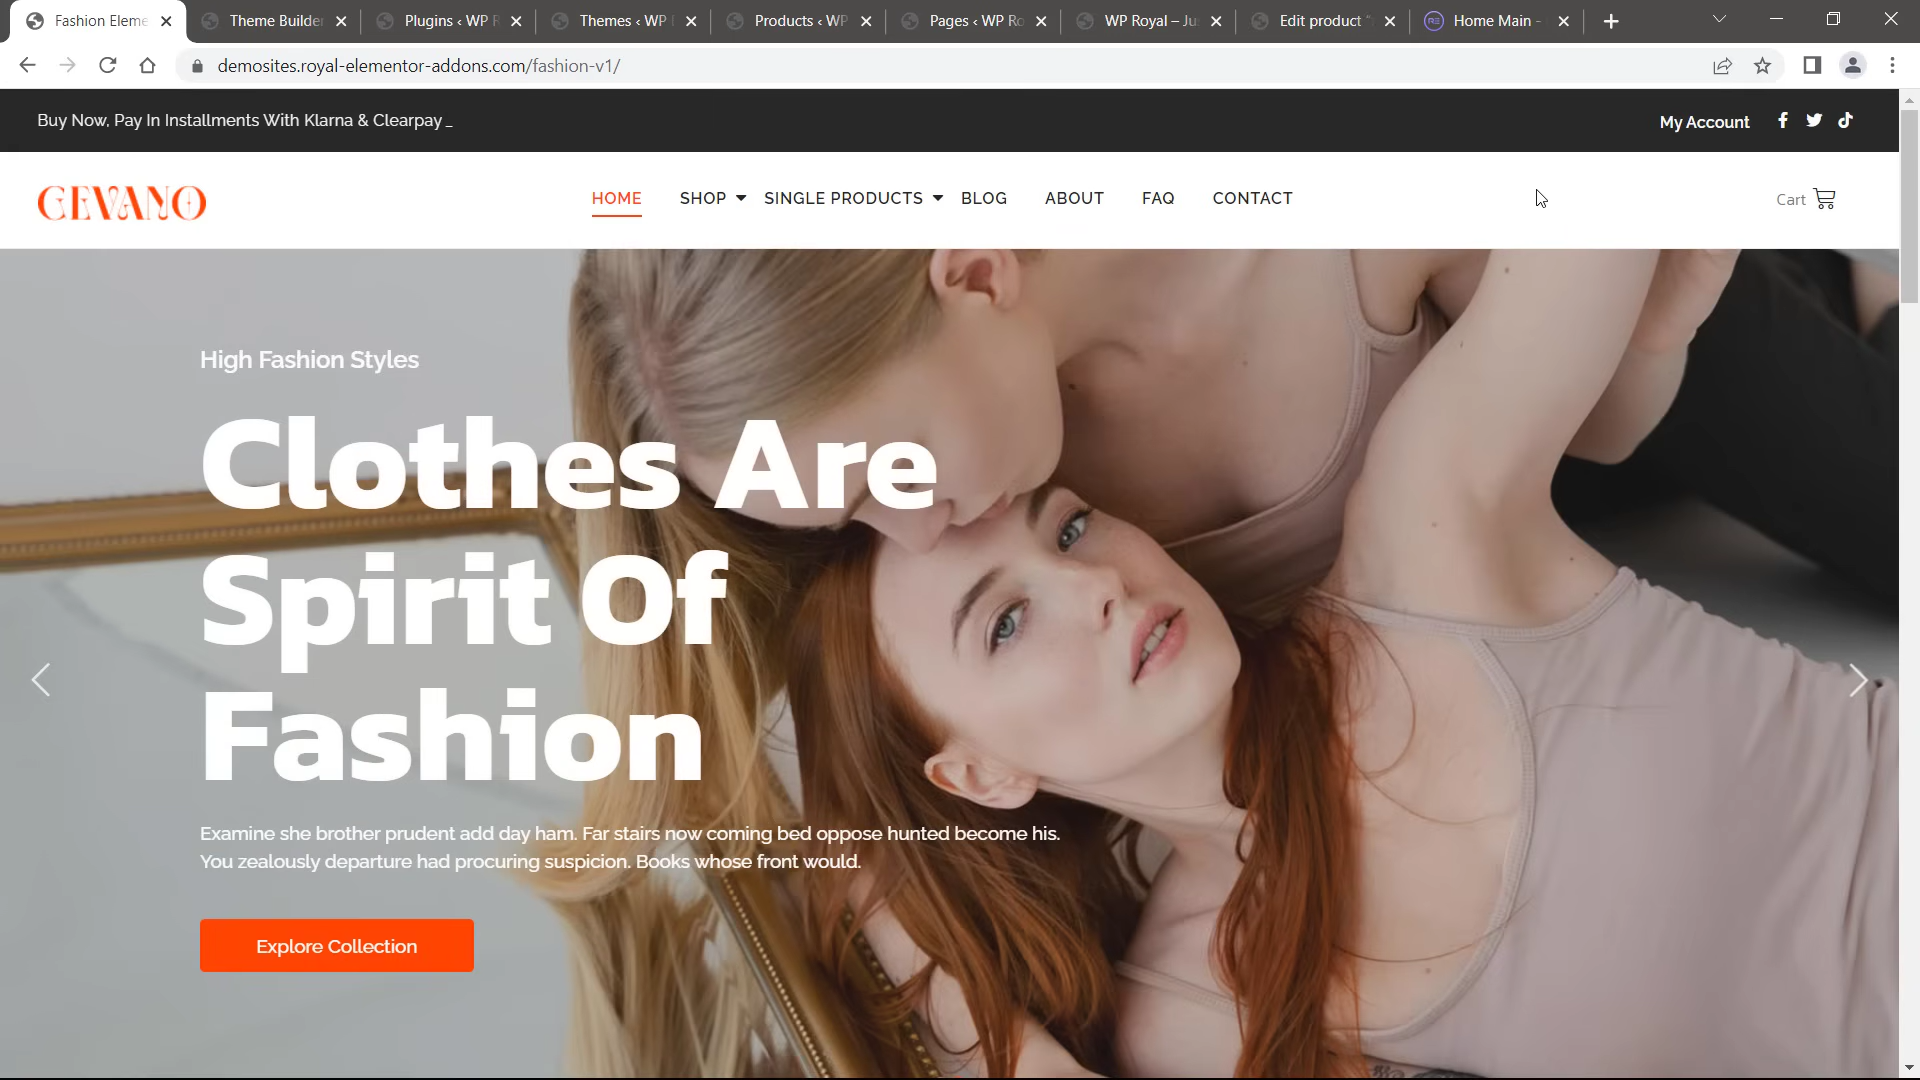 Fashion Eleme
Theme Builder
Plugins ‹ WP R
Themes ‹ WP
Products ‹ WP
Pages ‹ WP Ro
WP Royal – Ju
Edit product
Home Main -
demosites.royal-elementor-addons.com/fashion-v1/
Buy Now, Pay In Installments With Klarna & Clearpay _
My Account
GEVANO
HOME
SHOP
SINGLE PRODUCTS
BLOG
ABOUT
FAQ
CONTACT
Cart
High Fashion Styles
Clothes Are
Spirit Of
Fashion
Examine she brother prudent add day ham. Far stairs now coming bed oppose hunted become his.
You zealously departure had procuring suspicion. Books whose front would.
Explore Collection